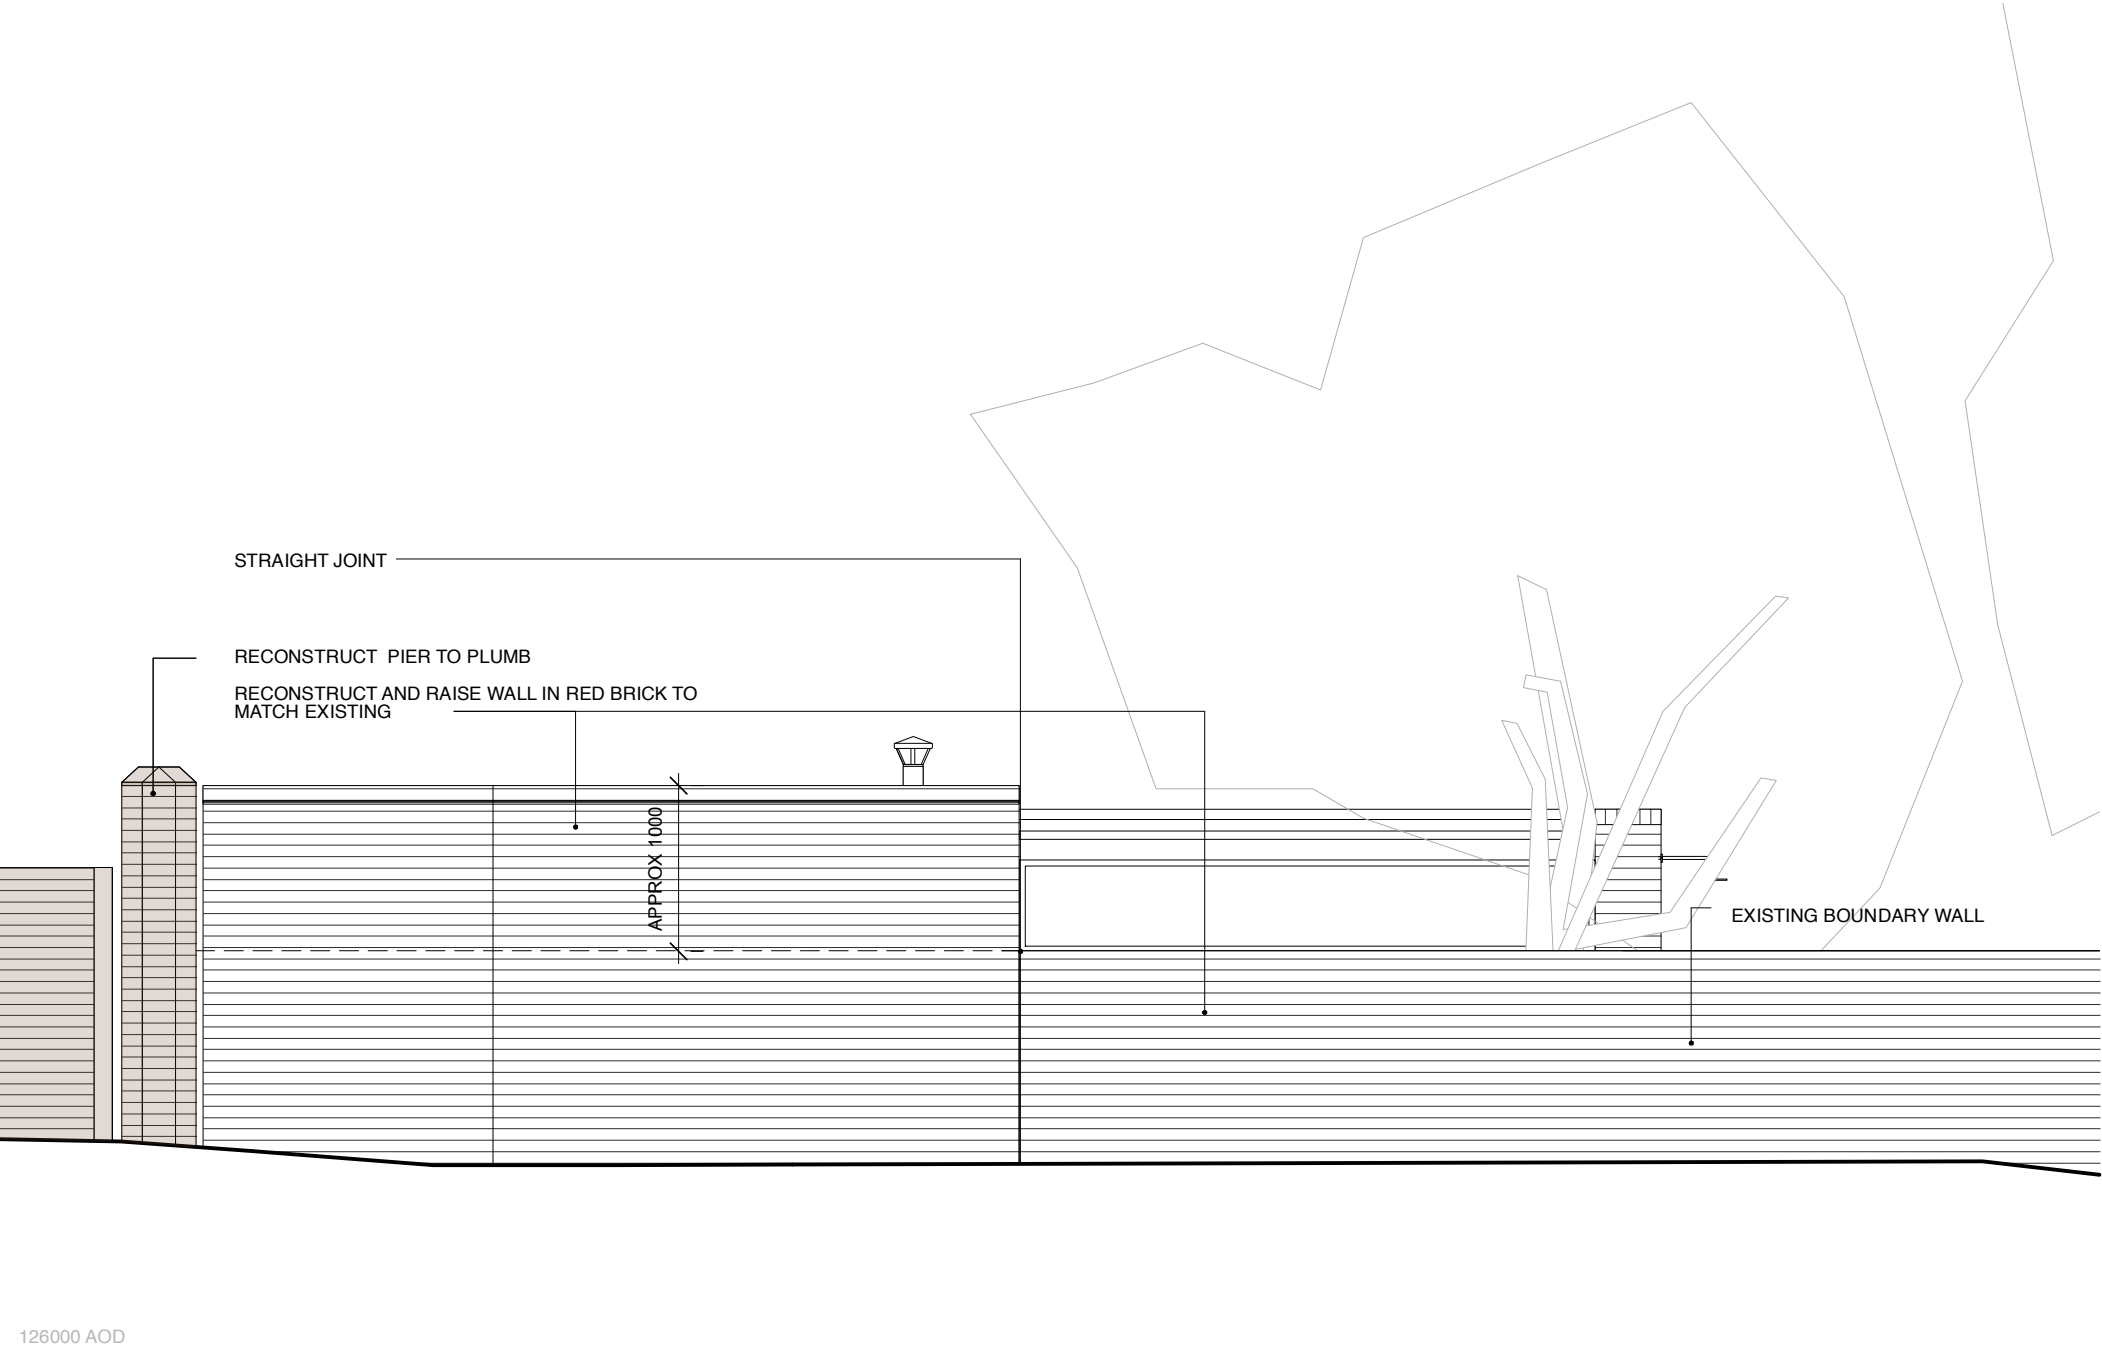 STRAIGHT JOINT
RECONSTRUCT PIER TO PLUMB
RECONSTRUCT AND RAISE WALL IN RED BRICK TO
MATCH EXISTING
APPROX 1000
EXISTING BOUNDARY WALL
126000 AOD